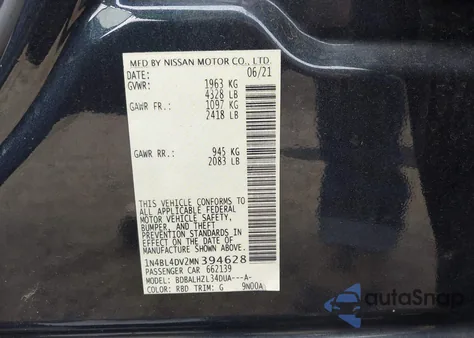 MFD BY NISSAN MOTOR CO., LTD.
06/21
GVWR: 1963 KG
4328 LB
GAWR FR.: 1097 KG
2418 LB
GAWR RR.: 945 KG
2083 LB
THIS VEHICLE CONFORMS TO
ALL APPLICABLE FEDERAL
MOTOR VEHICLE SAFETY,
BUMPER, AND THEFT
PREVENTION STANDARDS IN
EFFECT ON THE DATE OF
MANUFACTURE SHOWN ABOVE.
1N4BL4DV2MN394628
PASSENGER CAR 662139
MODEL: BDBALHZL34DUA---A-
COLOR: RBD TRIM: G 9N00A
autoSnap